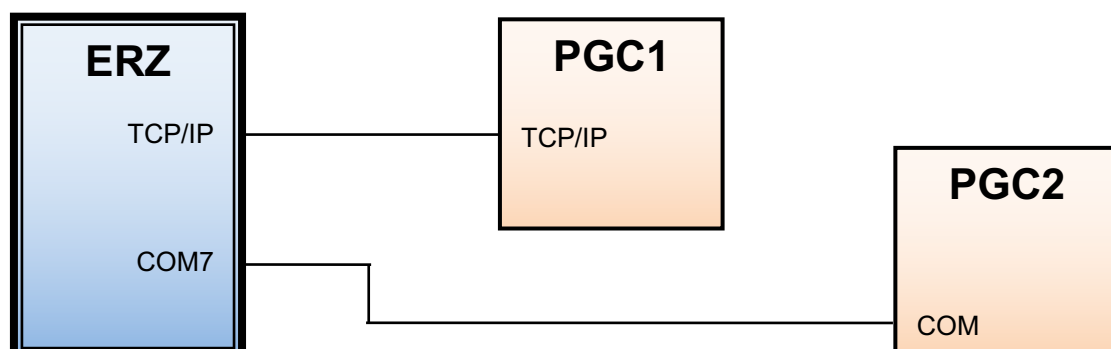 ERZ
TCP/IP
COM7
PGC1
TCP/IP
PGC2
COM